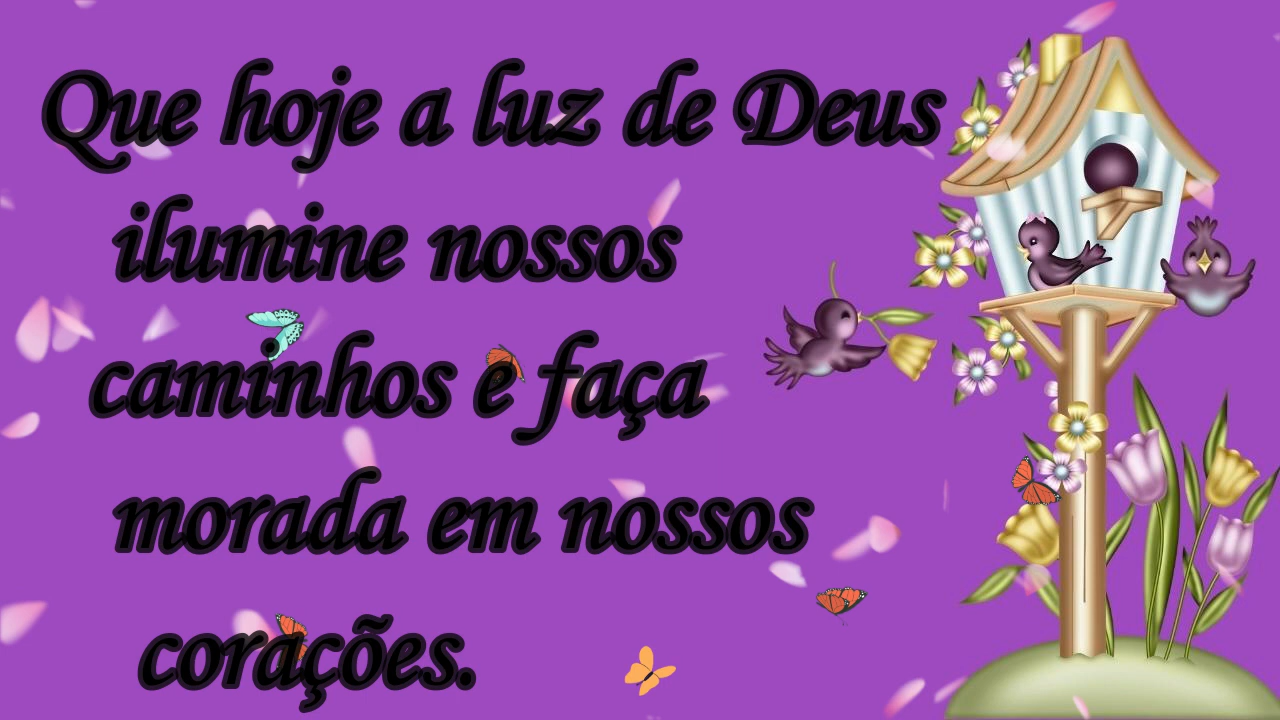 Que hoje a luz de Deus
ilumine nossos
caminhos e faça
morada em nossos
corações.